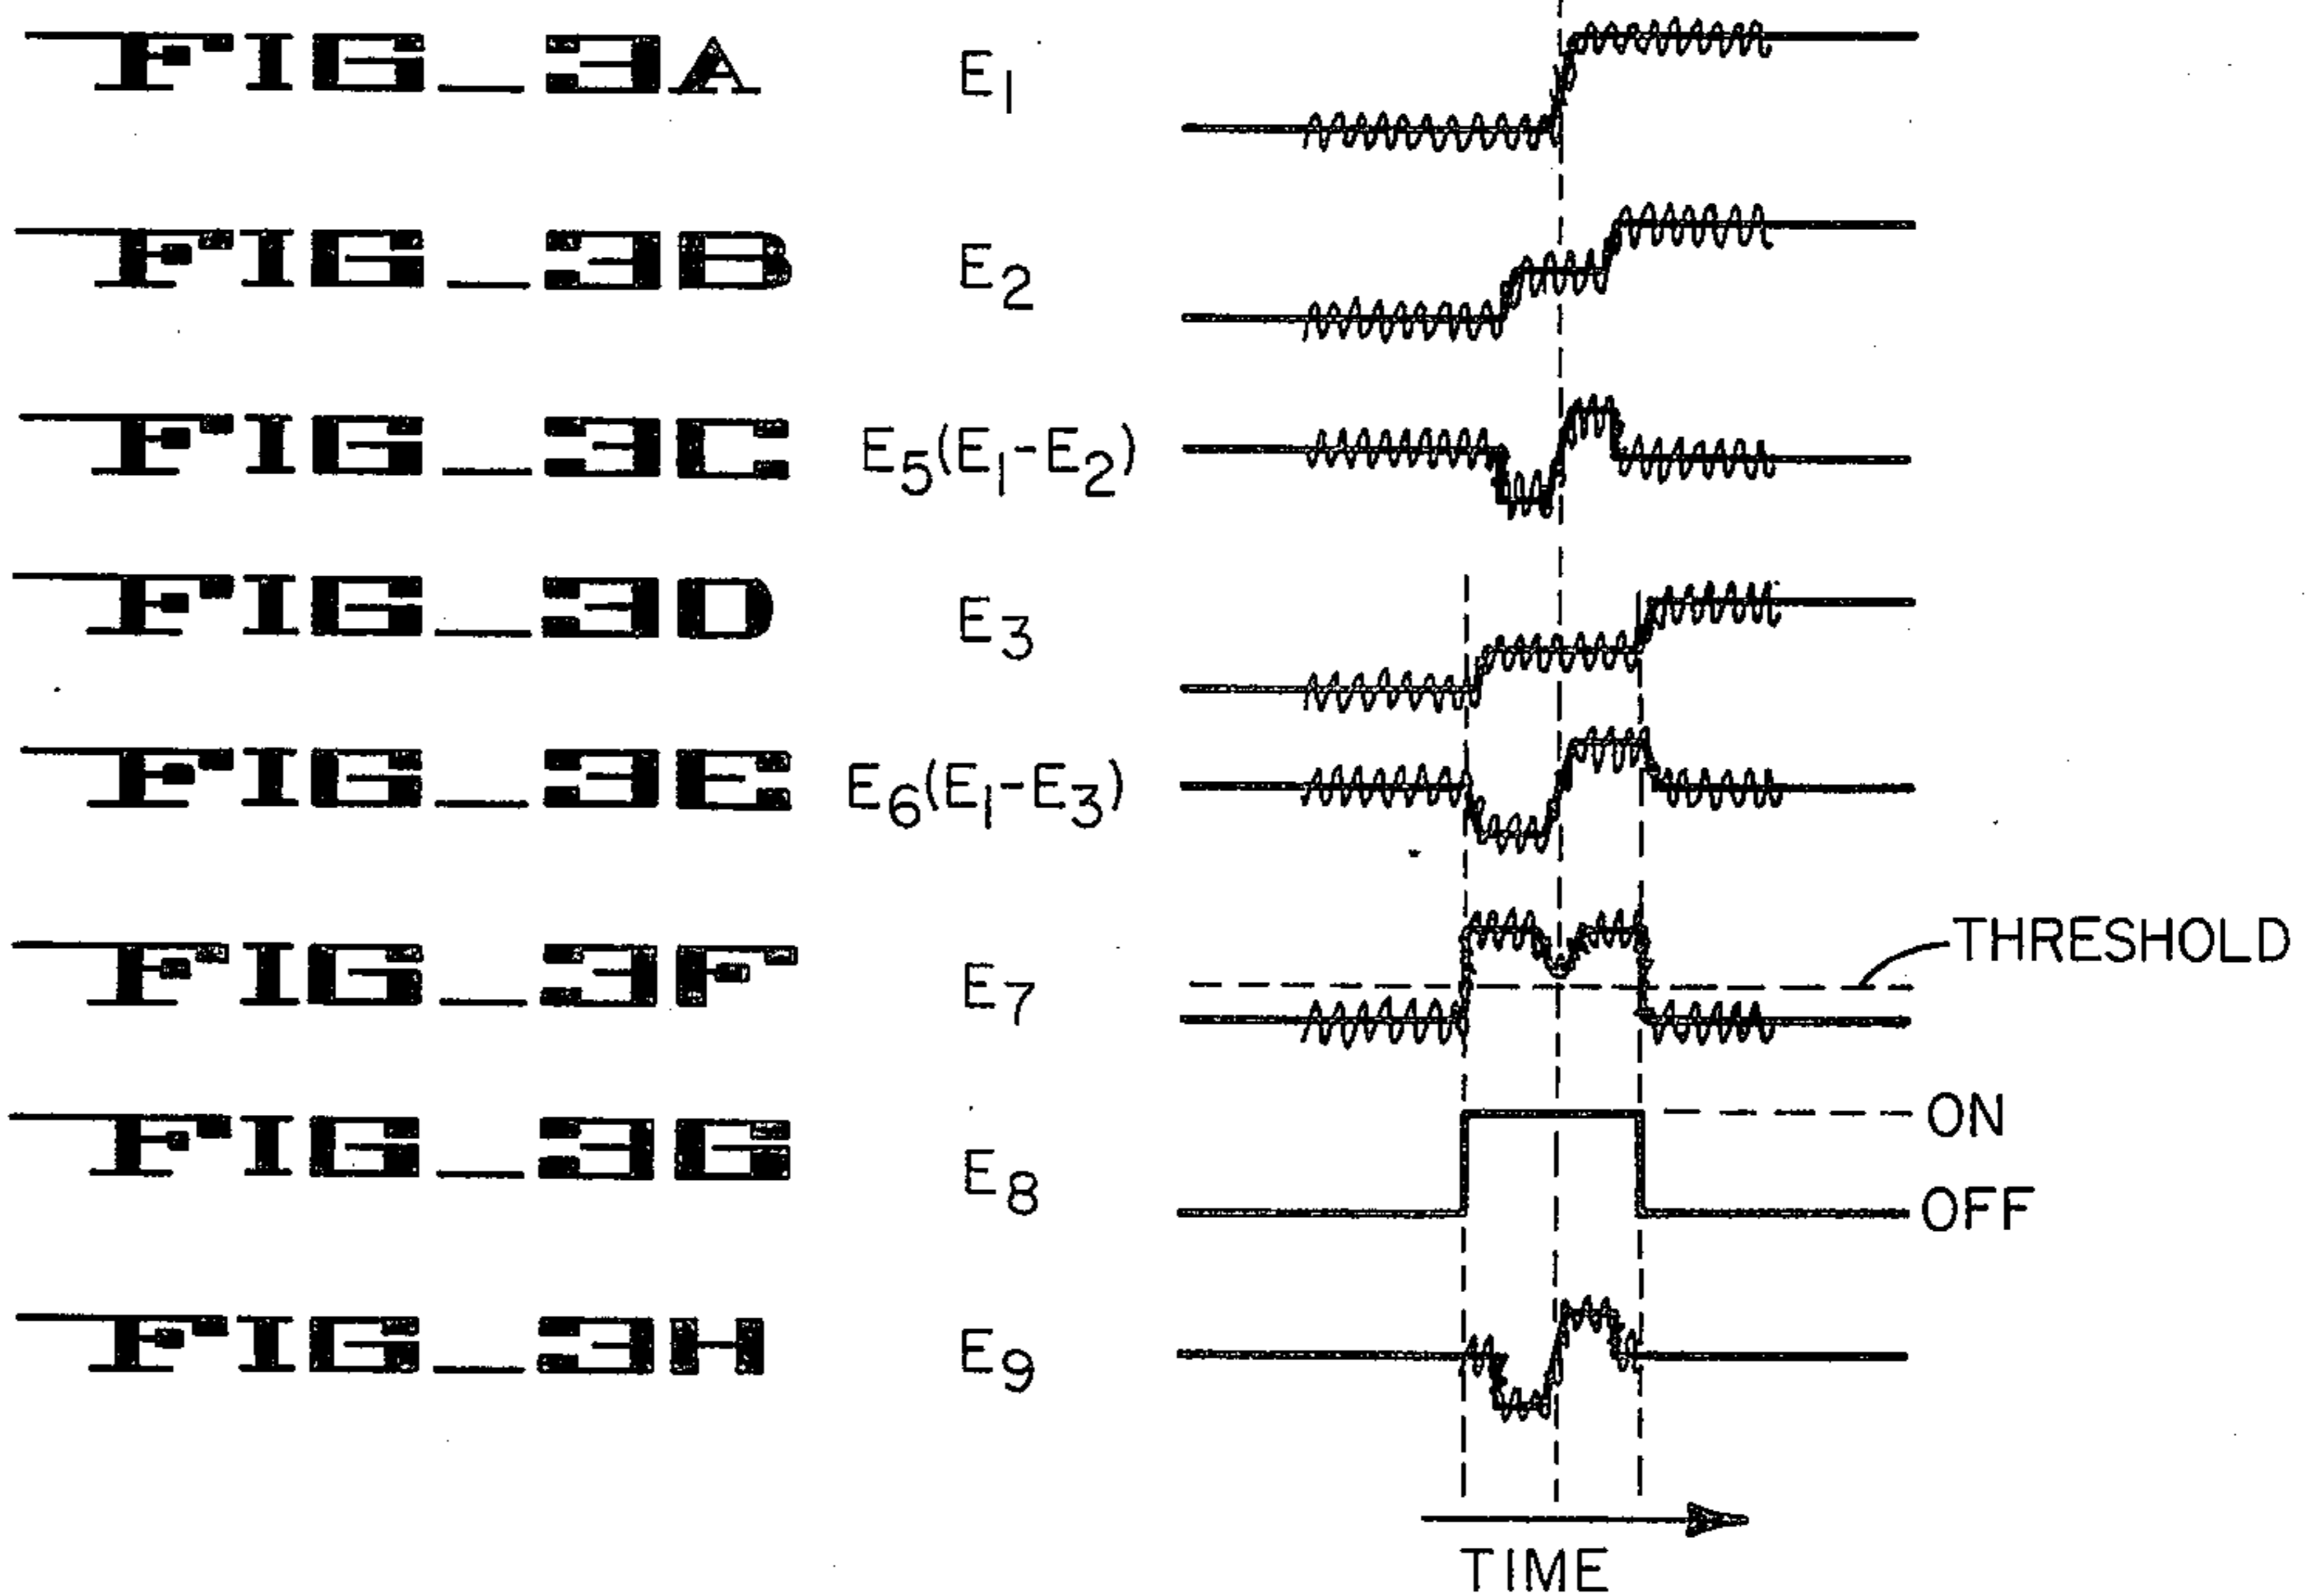 FIG_3A E1
FIG_3B E2
FIG_3C E5(E1-E2)
FIG_3D E3
FIG_3E E6(E1-E3)
FIG_3F E7 THRESHOLD
FIG_3G E8 ON
OFF
FIG_3H E9
TIME